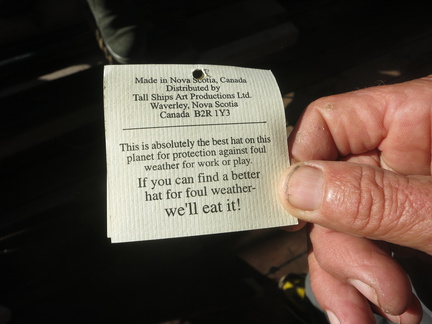 Made in Nova Scotia, Canada
Distributed by
Tall Ships Art Productions Ltd.
Waverley, Nova Scotia
Canada B2R 1Y3
This is absolutely the best hat on this
planet for protection against foul
weather for work or play.
If you can find a better
hat for foul weather-
we'll eat it!